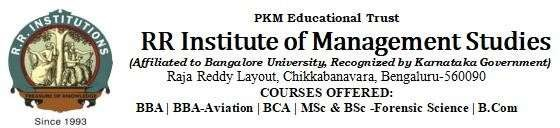 R.R. INSTITUTIONS
TREASURE OF KNOWLEDGE
Since 1993
PKM Educational Trust
RR Institute of Management Studies
(Affiliated to Bangalore University, Recognized by Karnataka Government)
Raja Reddy Layout, Chikkabanavara, Bengaluru-560090
COURSES OFFERED:
BBA | BBA-Aviation | BCA | MSc & BSc -Forensic Science | B.Com